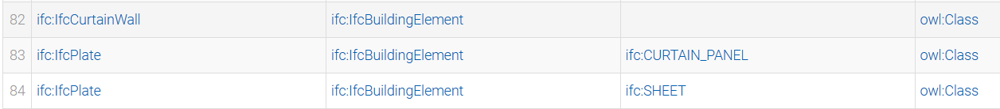 82 ifc:IfcCurtainWall ifc:IfcBuildingElement owl:Class
83 ifc:IfcPlate ifc:IfcBuildingElement ifc:CURTAIN_PANEL owl:Class
84 ifc:IfcPlate ifc:IfcBuildingElement ifc:SHEET owl:Class